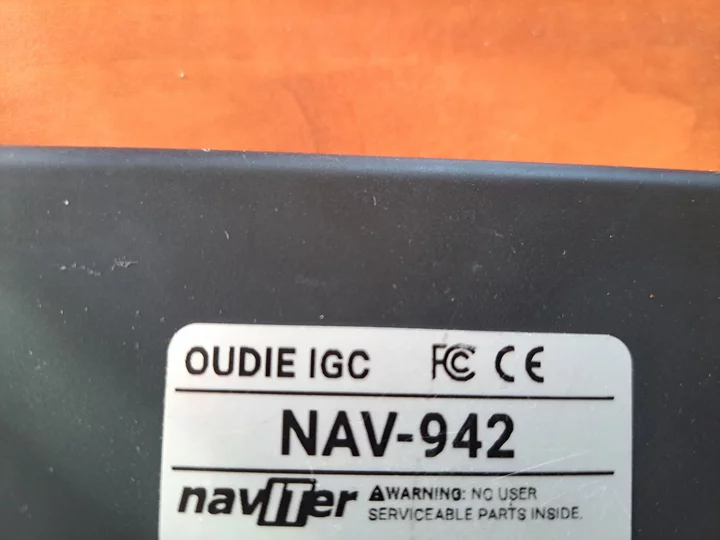 OUDIE IGC FC CE
NAV-942
navITer ⚠WARNING: NO USER
SERVICEABLE PARTS INSIDE.